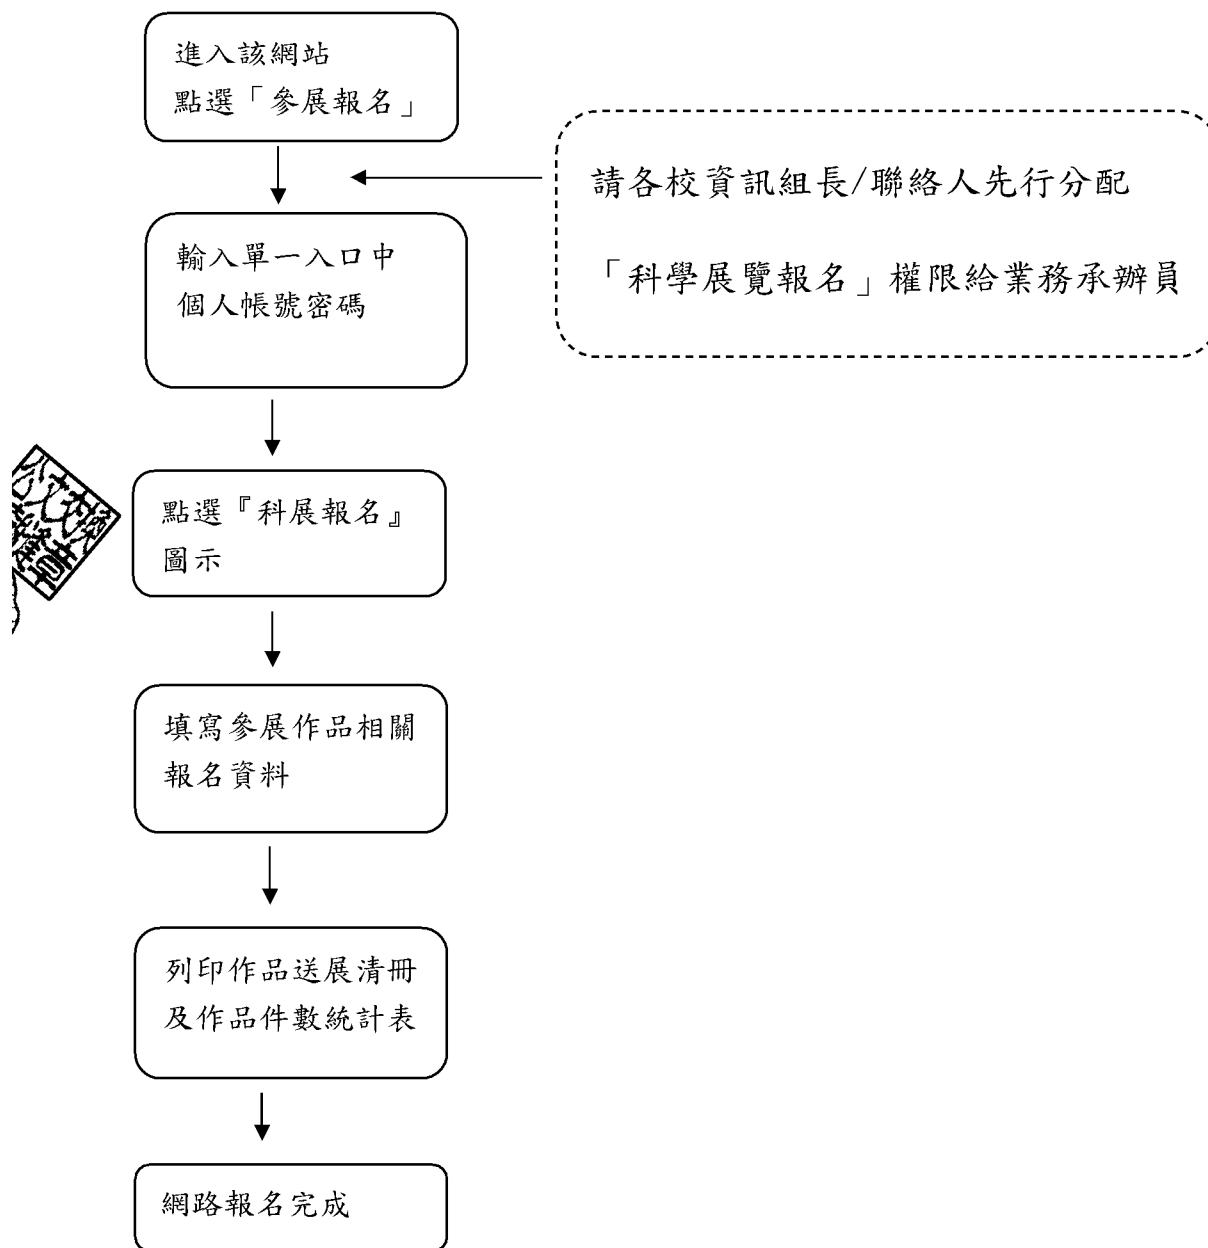 進入該網站
點選「參展報名」
請各校資訊組長/聯絡人先行分配
「科學展覽報名」權限給業務承辦員
輸入單一入口中
個人帳號密碼
點選『科展報名』
圖示
填寫參展作品相關
報名資料
列印作品送展清冊
及作品件數統計表
網路報名完成